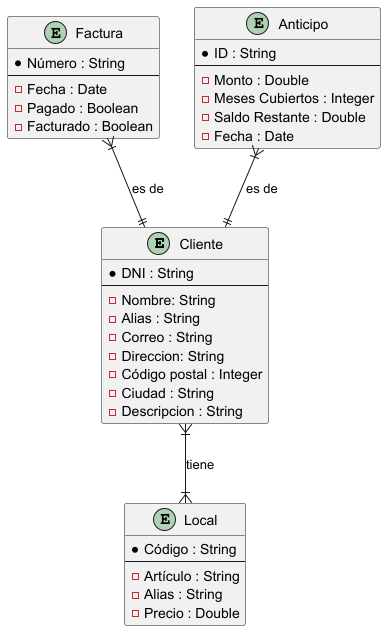 E Factura
Número : String
Fecha : Date
Pagado : Boolean
Facturado : Boolean
E Anticipo
ID : String
Monto : Double
Meses Cubiertos : Integer
Saldo Restante : Double
Fecha : Date
es de
es de
E Cliente
DNI : String
Nombre: String
Alias : String
Correo : String
Direccion: String
Código postal : Integer
Ciudad : String
Descripcion : String
tiene
E Local
Código : String
Artículo : String
Alias : String
Precio : Double